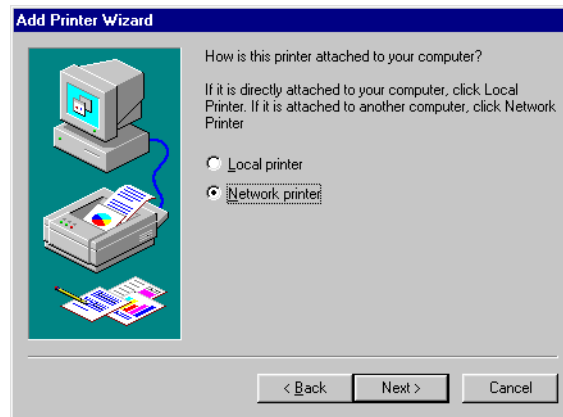 Add Printer Wizard
How is this printer attached to your computer?
If it is directly attached to your computer, click Local
Printer. If it is attached to another computer, click Network
Printer
Local printer
Network printer
< Back
Next >
Cancel